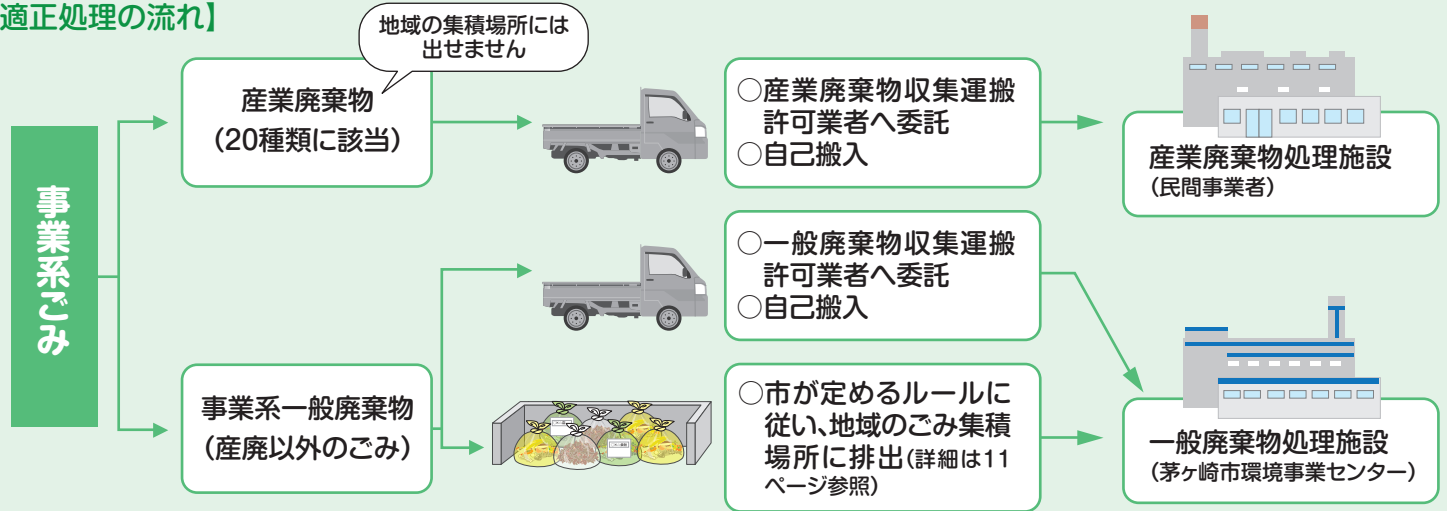 適正処理の流れ】
地域の集積場所には
出せません
産業廃棄物
（20種類に該当）
○産業廃棄物収集運搬
許可業者へ委託
○自己搬入
産業廃棄物処理施設
（民間事業者）
事業系ごみ
○一般廃棄物収集運搬
許可業者へ委託
○自己搬入
事業系一般廃棄物
（産廃以外のごみ）
○市が定めるルールに
従い、地域のごみ集積
場所に排出（詳細は11
ページ参照）
一般廃棄物処理施設
（茅ヶ崎市環境事業センター）